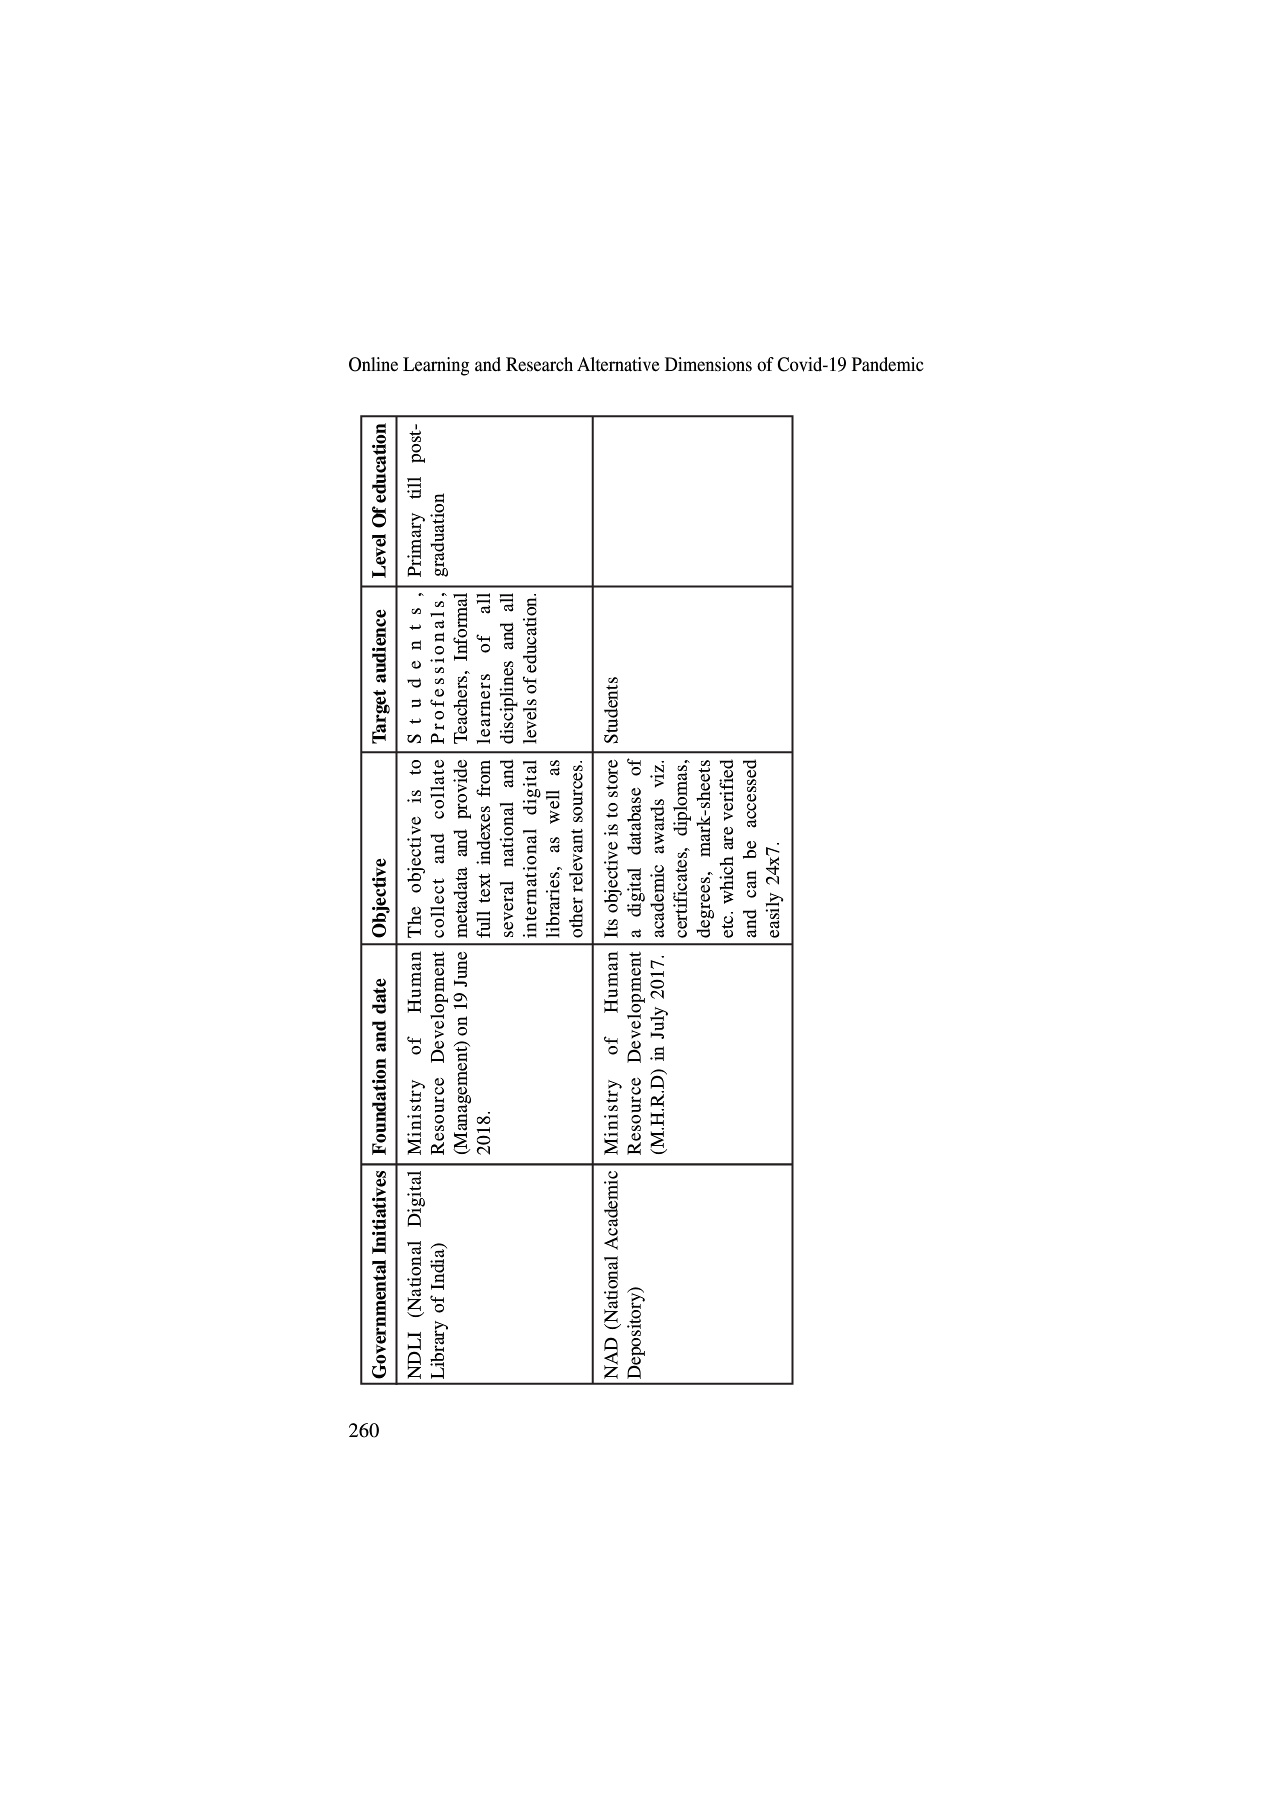 Online Learning and Research Alternative Dimensions of Covid-19 Pandemic
Governmental Initiatives
Foundation and date
Objective
Target audience
Level Of education
NDLI (National Digital
Library of India)
Ministry of Human
Resource Development
(Management) on 19 June
2018.
The objective is to
collect and collate
metadata and provide
full text indexes from
several national and
international digital
libraries, as well as
other relevant sources.
Students,
Professionals,
Teachers, Informal
learners of all
disciplines and all
levels of education.
Primary till post-
graduation
NAD (National Academic
Depository)
Ministry of Human
Resource Development
(M.H.R.D) in July 2017.
Its objective is to store
a digital database of
academic awards viz.
certificates, diplomas,
degrees, mark-sheets
etc. which are verified
and can be accessed
easily 24x7.
Students
260